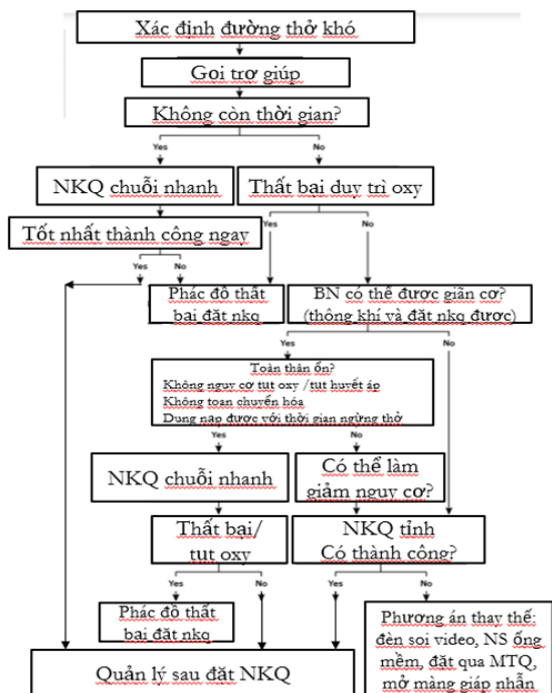 Xác định đường thở khó
Gọi trợ giúp
Không còn thời gian?
Yes
No
NKQ chuỗi nhanh
Thất bại duy trì oxy
Tốt nhất thành công ngay
Yes
No
Yes
No
Phác đồ thất
bại đặt nkq
BN có thể được giãn cơ?
(thông khí và đặt nkq được)
Yes
No
Toàn thân ổn?
Không nguy cơ tụt oxy /tụt huyết áp
Không toan chuyển hóa
Dung nạp được với thời gian ngừng thở
Yes
No
NKQ chuỗi nhanh
Có thể làm
giảm nguy cơ?
Thất bại/
tụt oxy
NKQ tỉnh
Có thành công?
Yes
No
Yes
No
Phác đồ thất
bại đặt nkq
Phương án thay thế:
đèn soi video, NS ống
mềm, đặt qua MTQ,
mở màng giáp nhẫn
Quản lý sau đặt NKQ